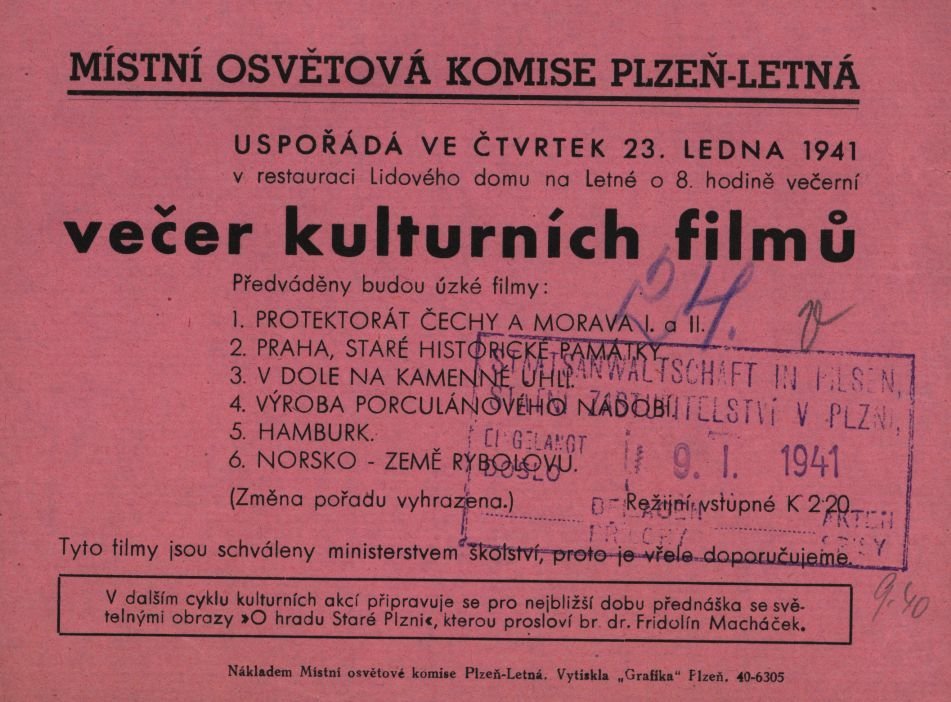 MÍSTNÍ OSVĚTOVÁ KOMISE PLZEŇ-LETNÁ
USPOŘÁDÁ VE ČTVRTEK 23. LEDNA 1941
v restauraci Lidového domu na Letné o 8. hodině večerní
večer kulturních filmů
Předváděny budou úzké filmy:
1. PROTEKTORÁT ČECHY A MORAVA I. a II.
2. PRAHA, STARÉ HISTORICKÉ PAMÁTKY.
3. V DOLE NA KAMENNÉ UHLÍ.
4. VÝROBA PORCULÁNOVÉHO NÁDOBÍ.
5. HAMBURK.
6. NORSKO - ZEMĚ RYBOLOVU.
(Změna pořadu vyhrazena.) Režijní vstupné K 2·20.
24.
STAATSANWALTSCHAFT IN PILSEN,
STÁTNÍ ZASTUPITELSTVÍ V PLZNI,
EINGELANGT
DOŠLO
9. I. 1941
BEILAGEN AKTEN
PŘÍLOHY SPISY
Tyto filmy jsou schváleny ministerstvem školství, proto je vřele doporučujeme.
V dalším cyklu kulturních akcí připravuje se pro nejbližší dobu přednáška se svě-
telnými obrazy »O hradu Staré Plzni«, kterou prosloví br. dr. Fridolín Macháček.
9·40
Nákladem Místní osvětové komise Plzeň-Letná. Vytiskla „Grafika" Plzeň. 40-6305